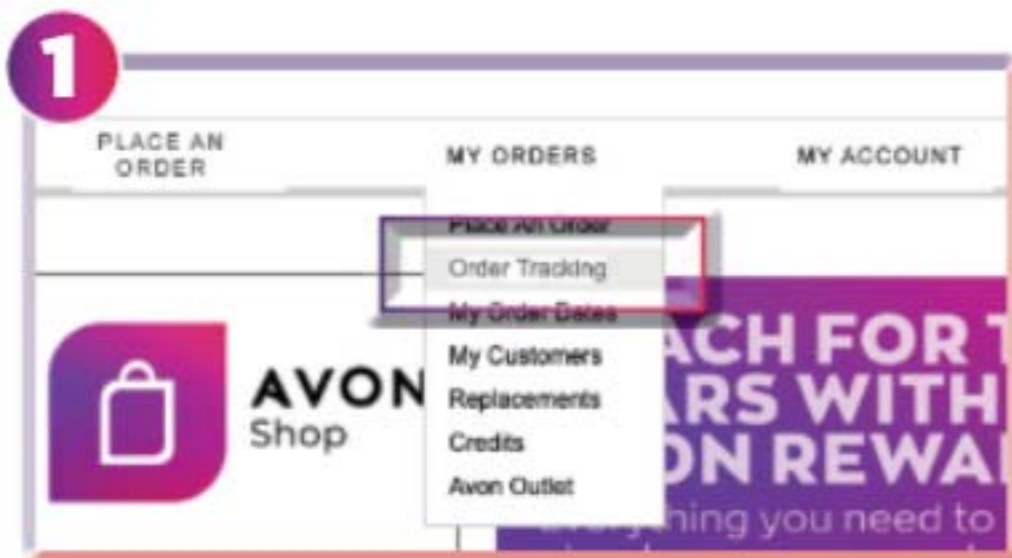 1
PLACE AN
ORDER
MY ORDERS
MY ACCOUNT
Place An Order
Order Tracking
My Order Dates
My Customers
Replacements
Credits
Avon Outlet
AVON
Shop
ACH FOR T
ARS WITH
ON REWA
hing you need to